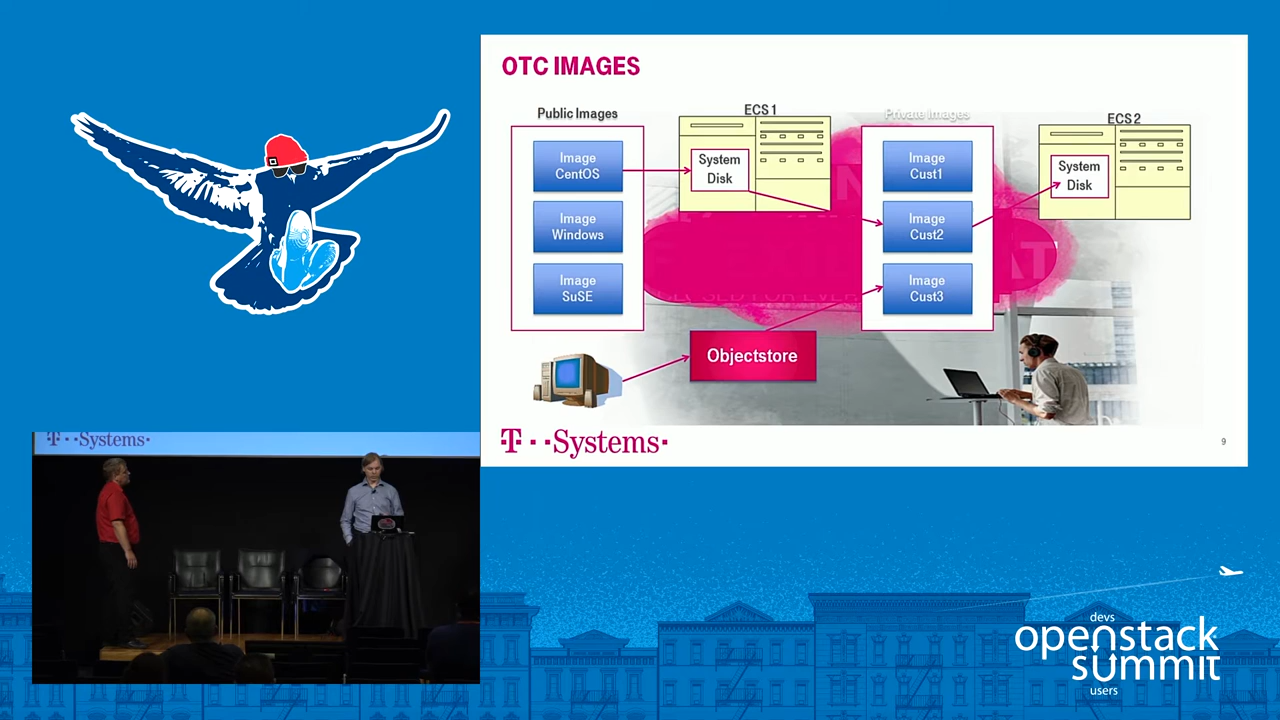 OTC IMAGES
Public Images
Image
CentOS
Image
Windows
Image
SuSE
ECS 1
System
Disk
Private Images
Image
Cust1
Image
Cust2
Image
Cust3
ECS 2
System
Disk
Objectstore
T··Systems·
9
T··Systems·
devs
openstack
summit
users